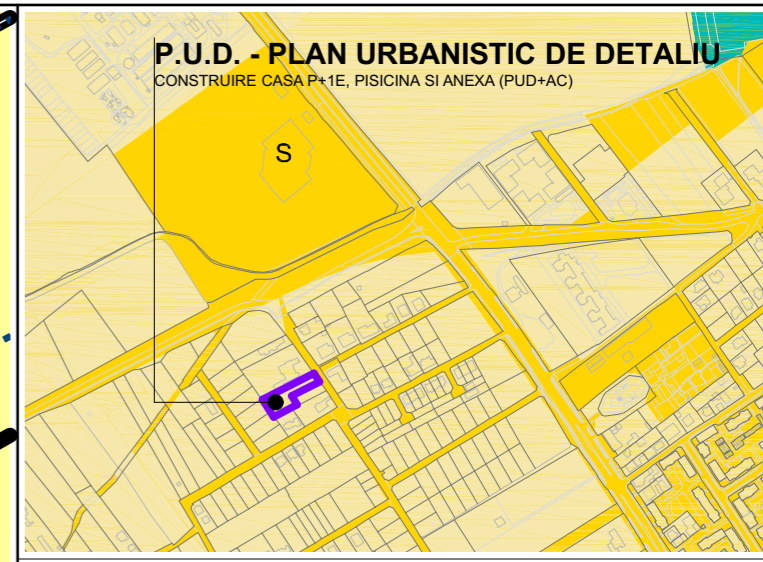 P.U.D. - PLAN URBANISTIC DE DETALIU
CONSTRUIRE CASA P+1E, PISICINA SI ANEXA (PUD+AC)
S